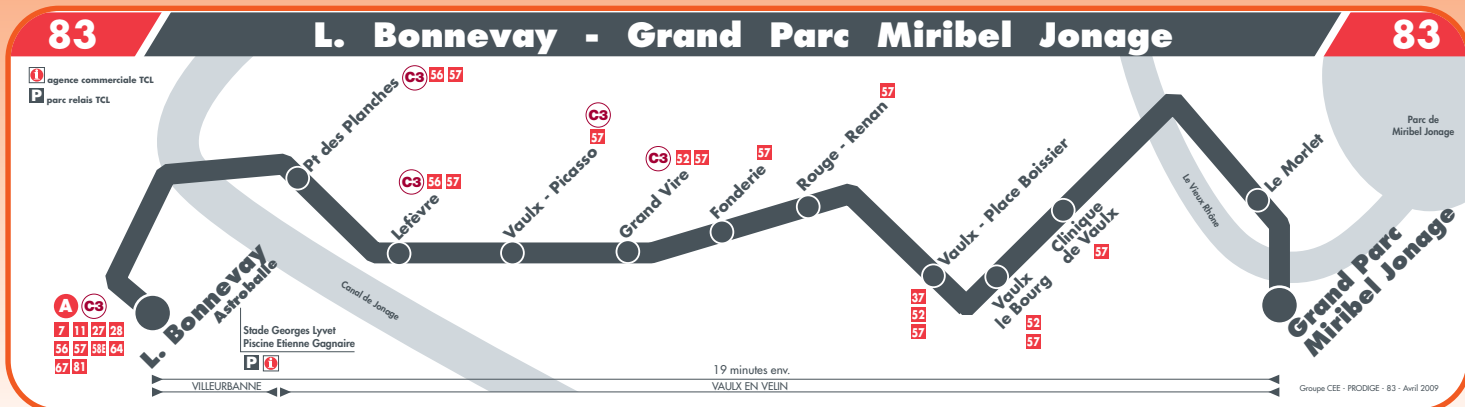 83
L. Bonnevay - Grand Parc Miribel Jonage
83
i agence commerciale TCL
P parc relais TCL
L. Bonnevay
Astroballe
A C3
7 11 27 28
56 57 58E 64
67 81
Stade Georges Lyvet
Piscine Etienne Gagnaire
P i
Canal de Jonage
Pt des Planches
C3 56 57
Lefèvre
C3 56 57
Vaulx - Picasso
C3
57
Grand Vire
C3 52 57
Fonderie
57
Rouge - Renan
57
Vaulx - Place Boissier
37
52
57
Vaulx
le Bourg
52
57
Clinique
de Vaulx
57
Le Vieux Rhône
Le Morlet
Parc de
Miribel Jonage
Grand Parc
Miribel Jonage
19 minutes env.
VILLEURBANNE
VAULX EN VELIN
Groupe CEE - PRODIGE - 83 - Avril 2009